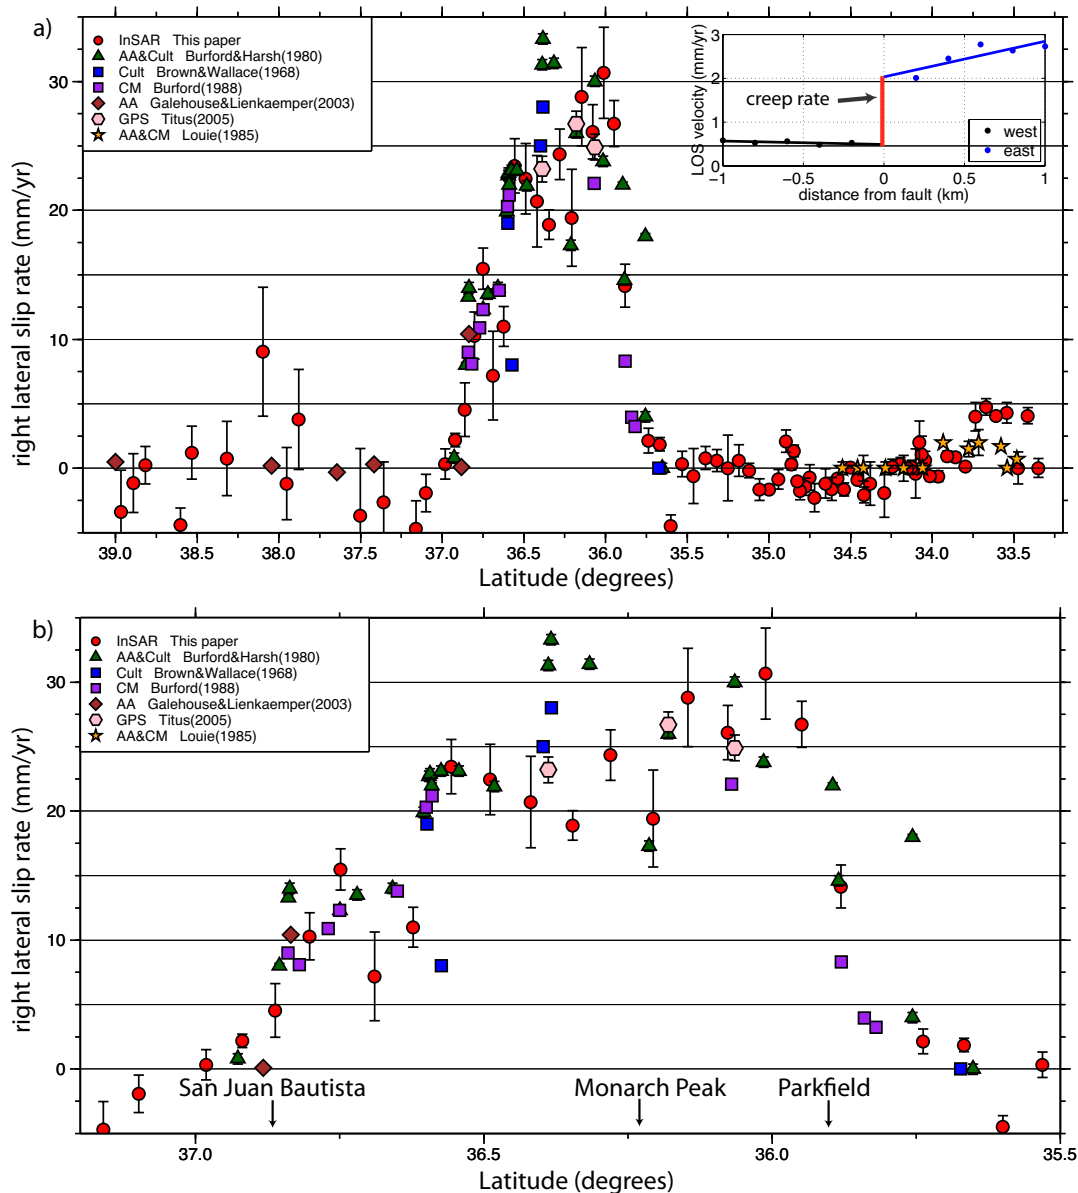 a)
InSAR This paper
AA&Cult Burford&Harsh(1980)
Cult Brown&Wallace(1968)
CM Burford(1988)
AA Galehouse&Lienkaemper(2003)
GPS Titus(2005)
AA&CM Louie(1985)
right lateral slip rate (mm/yr)
30
20
10
0
LOS velocity (mm/yr)
3
2
1
0
creep rate
west
east
-1 -0.5 0 0.5 1
distance from fault (km)
39.0 38.5 38.0 37.5 37.0 36.5 36.0 35.5 35.0 34.5 34.0 33.5
Latitude (degrees)
b)
InSAR This paper
AA&Cult Burford&Harsh(1980)
Cult Brown&Wallace(1968)
CM Burford(1988)
AA Galehouse&Lienkaemper(2003)
GPS Titus(2005)
AA&CM Louie(1985)
right lateral slip rate (mm/yr)
30
20
10
0
San Juan Bautista
Monarch Peak
Parkfield
37.0 36.5 36.0 35.5
Latitude (degrees)